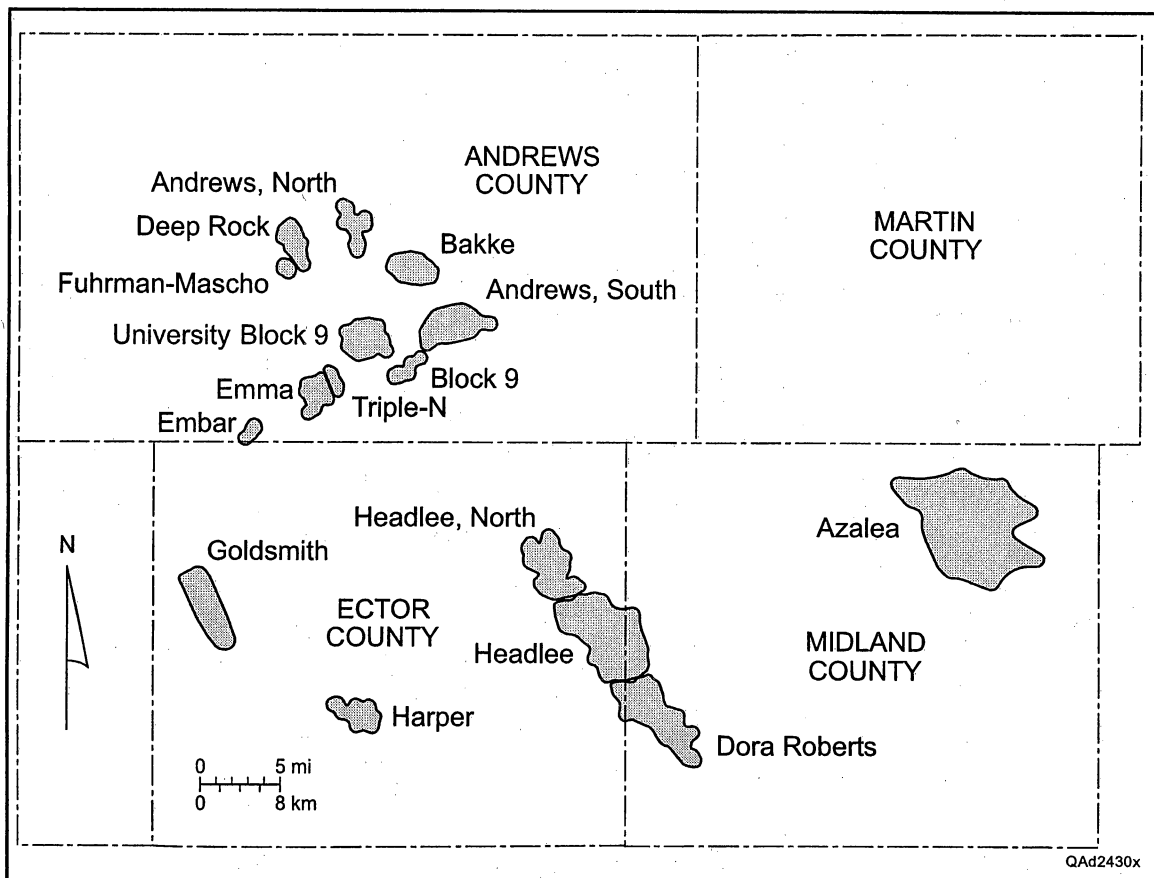 ANDREWS
COUNTY
Andrews, North
Deep Rock
Bakke
Fuhrman-Mascho
Andrews, South
University Block 9
Block 9
Emma
Triple-N
Embar
MARTIN
COUNTY
Headlee, North
Azalea
N
Goldsmith
ECTOR
COUNTY
Headlee
MIDLAND
COUNTY
Harper
Dora Roberts
0 5 mi
0 8 km
QAd2430x